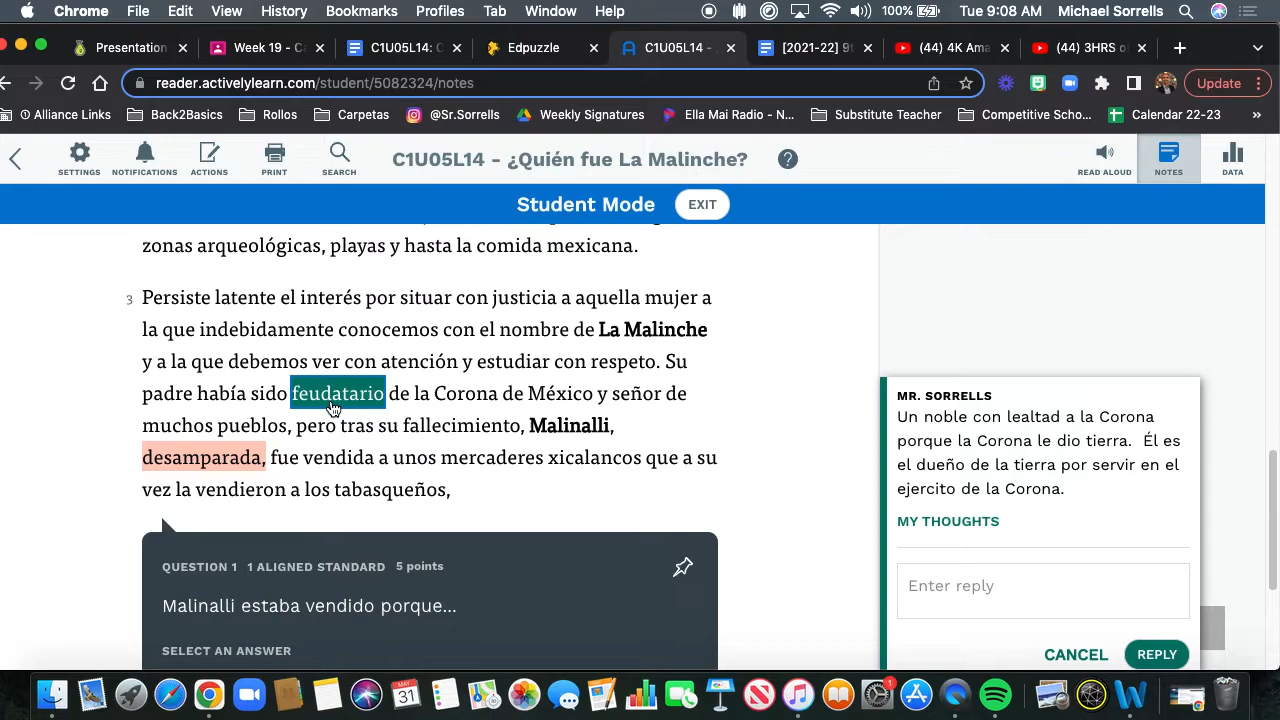 Chrome File Edit View History Bookmarks Profiles Tab Window Help 100% Tue 9:08 AM Michael Sorrells
Presentation Week 19 - Ca C1U05L14: C Edpuzzle C1U05L14 - (44) 4K Ama (44) 3HRS o
reader.activelylearn.com/student/5082324/notes Update
Alliance Links Back2Basics Rollos Carpetas @Sr.Sorrells Weekly Signatures Ella Mai Radio - N... Substitute Teacher Competitive Scho... Calendar 22-23 »
SETTINGS NOTIFICATIONS ACTIONS PRINT SEARCH C1U05L14 - ¿Quién fue La Malinche? ? READ ALOUD NOTES DATA
Student Mode EXIT
zonas arqueológicas, playas y hasta la comida mexicana.
3 Persiste latente el interés por situar con justicia a aquella mujer a
la que indebidamente conocemos con el nombre de La Malinche
y a la que debemos ver con atención y estudiar con respeto. Su
padre había sido feudatario de la Corona de México y señor de
muchos pueblos, pero tras su fallecimiento, Malinalli,
desamparada, fue vendida a unos mercaderes xicalancos que a su
vez la vendieron a los tabasqueños,
QUESTION 1 1 ALIGNED STANDARD 5 points
Malinalli estaba vendido porque...
SELECT AN ANSWER
MR. SORRELLS
Un noble con lealtad a la Corona
porque la Corona le dio tierra. Él es
el dueño de la tierra por servir en el
ejercito de la Corona.
MY THOUGHTS
Enter reply
CANCEL REPLY
MAY
31
1